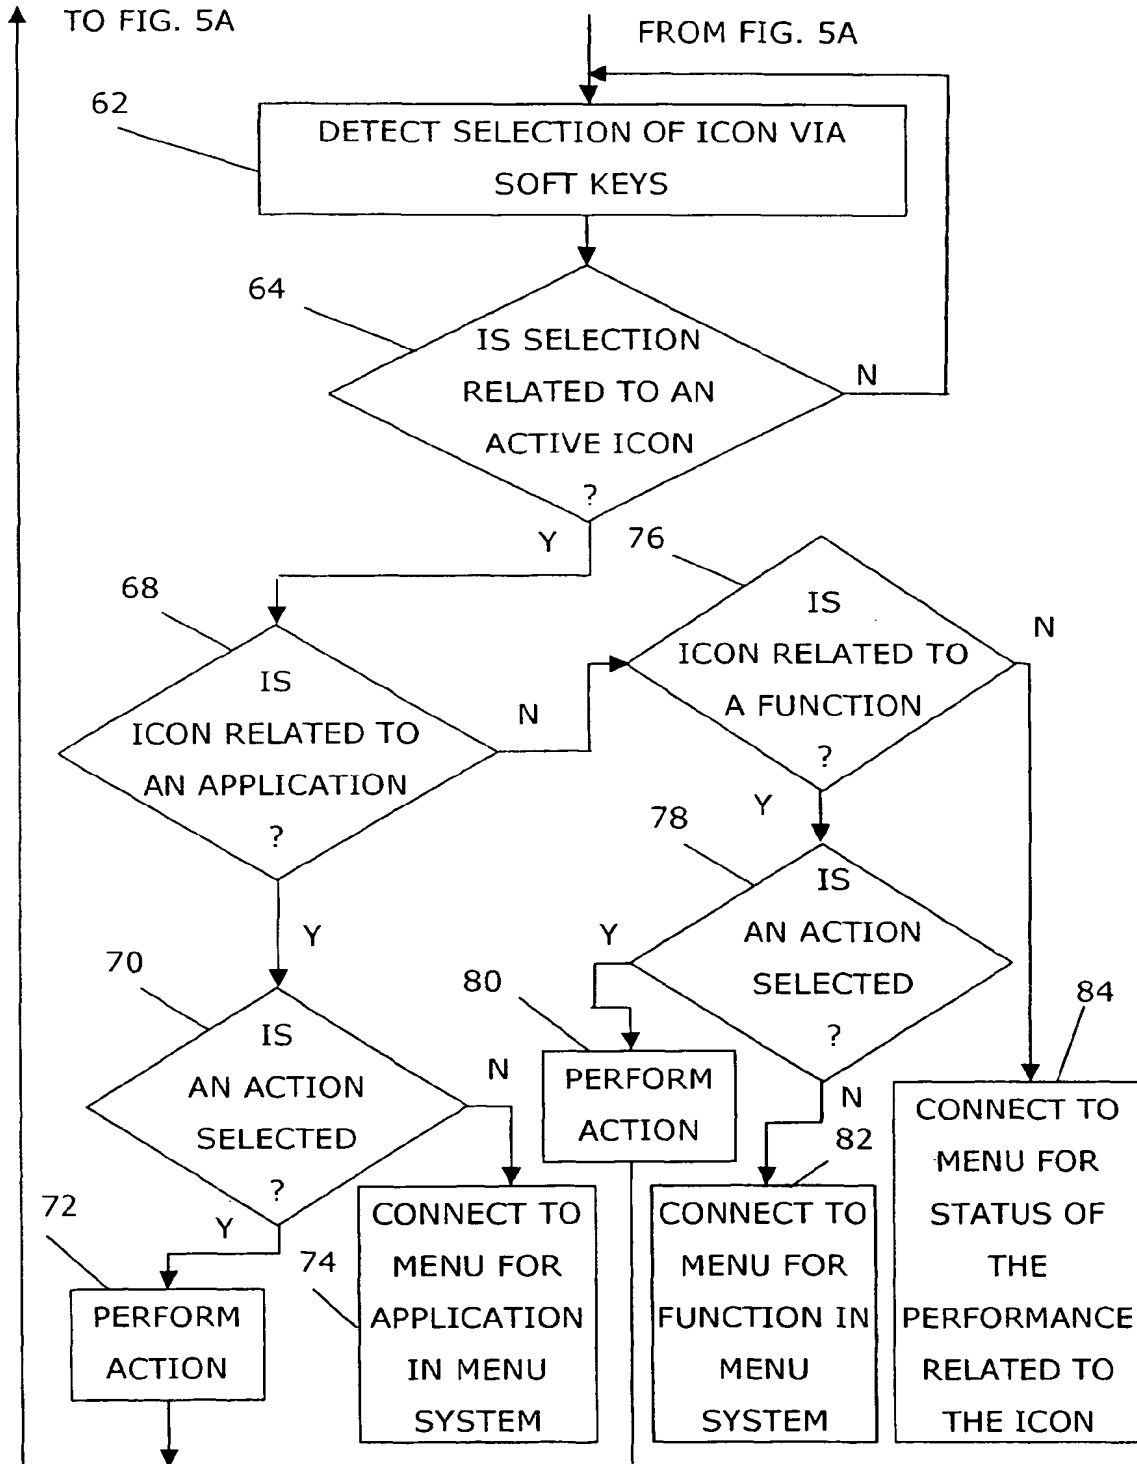 TO FIG. 5A
FROM FIG. 5A
62
DETECT SELECTION OF ICON VIA
SOFT KEYS
64
IS SELECTION
RELATED TO AN
ACTIVE ICON
?
N
Y
76
IS
ICON RELATED TO
A FUNCTION
?
N
Y
68
IS
ICON RELATED TO
AN APPLICATION
?
N
Y
78
IS
AN ACTION
SELECTED
?
Y
N
70
IS
AN ACTION
SELECTED
?
N
Y
80
PERFORM
ACTION
84
CONNECT TO
MENU FOR
STATUS OF
THE
PERFORMANCE
RELATED TO
THE ICON
72
PERFORM
ACTION
74
CONNECT TO
MENU FOR
APPLICATION
IN MENU
SYSTEM
82
CONNECT TO
MENU FOR
FUNCTION IN
MENU
SYSTEM